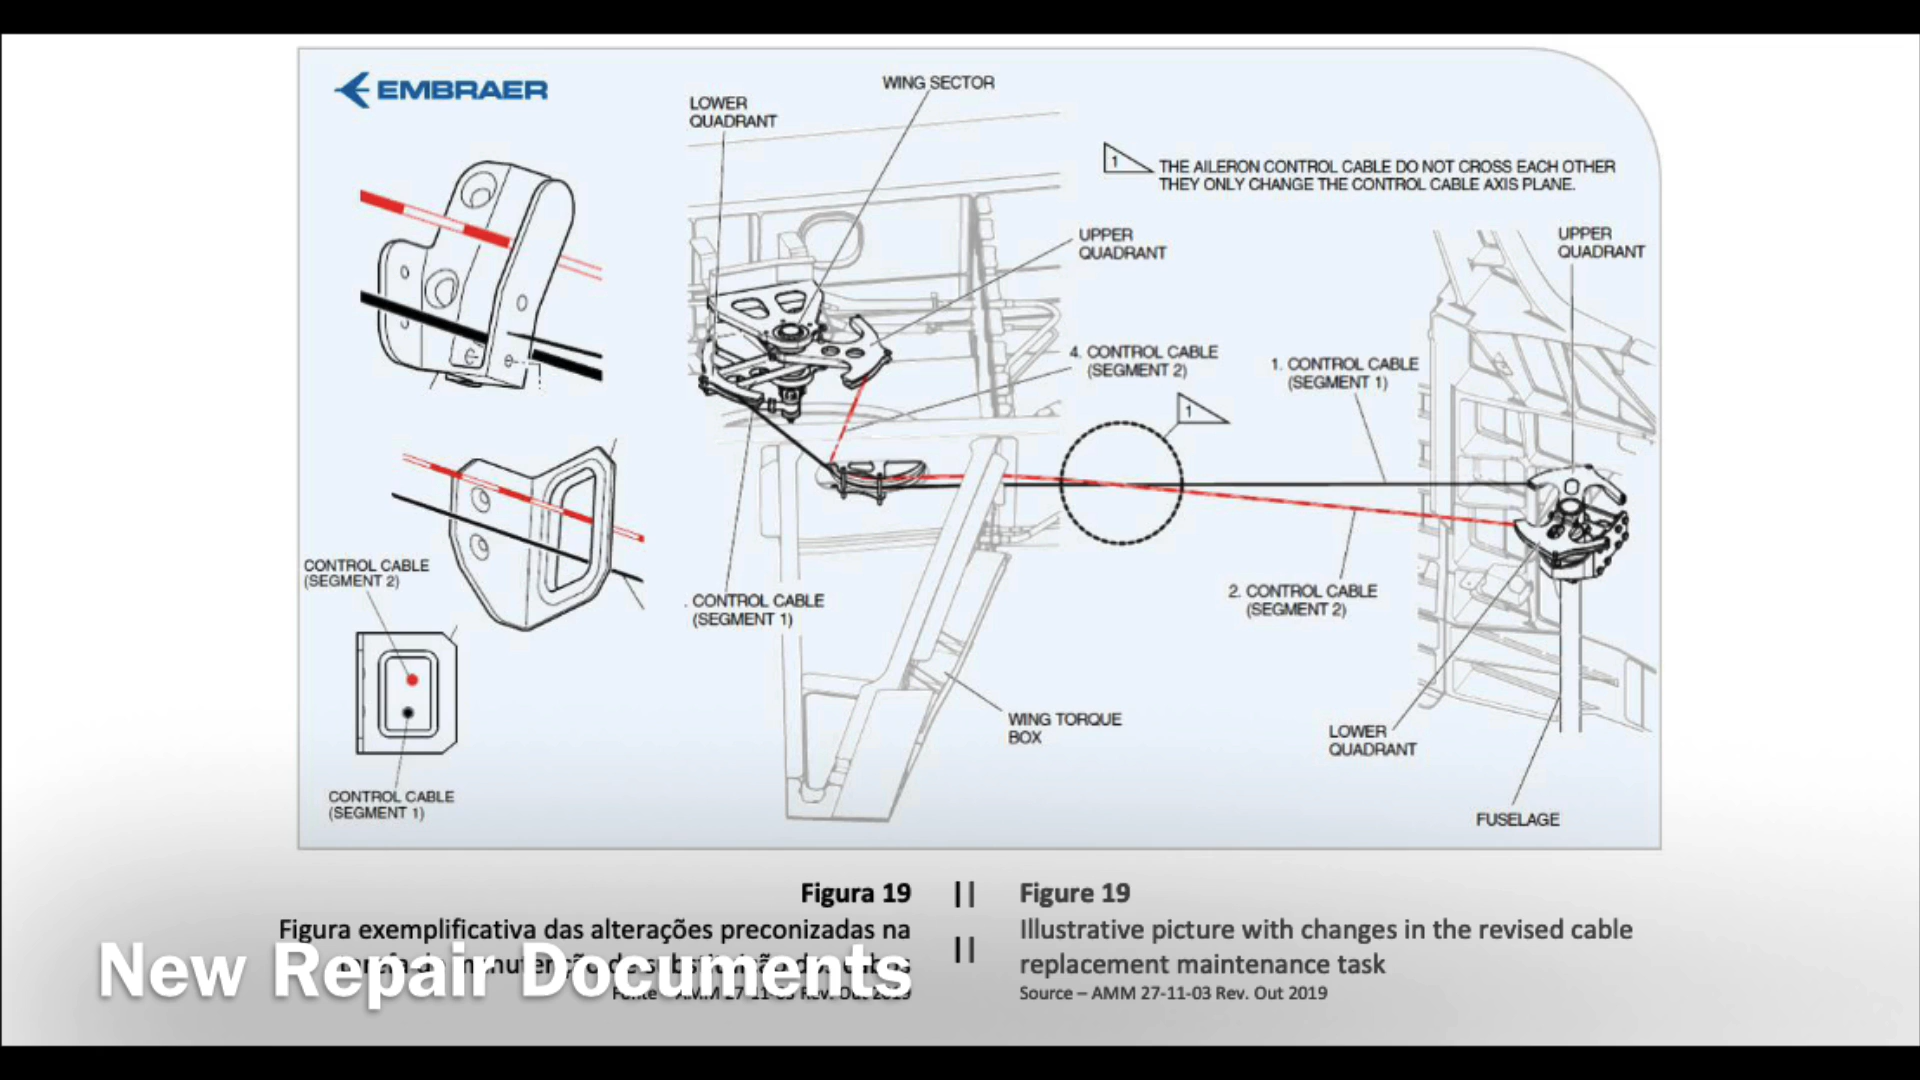 EMBRAER
WING SECTOR
LOWER
QUADRANT
1
THE AILERON CONTROL CABLE DO NOT CROSS EACH OTHER
THEY ONLY CHANGE THE CONTROL CABLE AXIS PLANE.
UPPER
QUADRANT
UPPER
QUADRANT
4. CONTROL CABLE
(SEGMENT 2)
1. CONTROL CABLE
(SEGMENT 1)
1
CONTROL CABLE
(SEGMENT 2)
. CONTROL CABLE
(SEGMENT 1)
2. CONTROL CABLE
(SEGMENT 2)
WING TORQUE
BOX
LOWER
QUADRANT
CONTROL CABLE
(SEGMENT 1)
FUSELAGE
Figura 19
Figura exemplificativa das alterações preconizadas na
|| Figure 19
|| Illustrative picture with changes in the revised cable
replacement maintenance task
Source – AMM 27-11-03 Rev. Out 2019
New Repair Documents